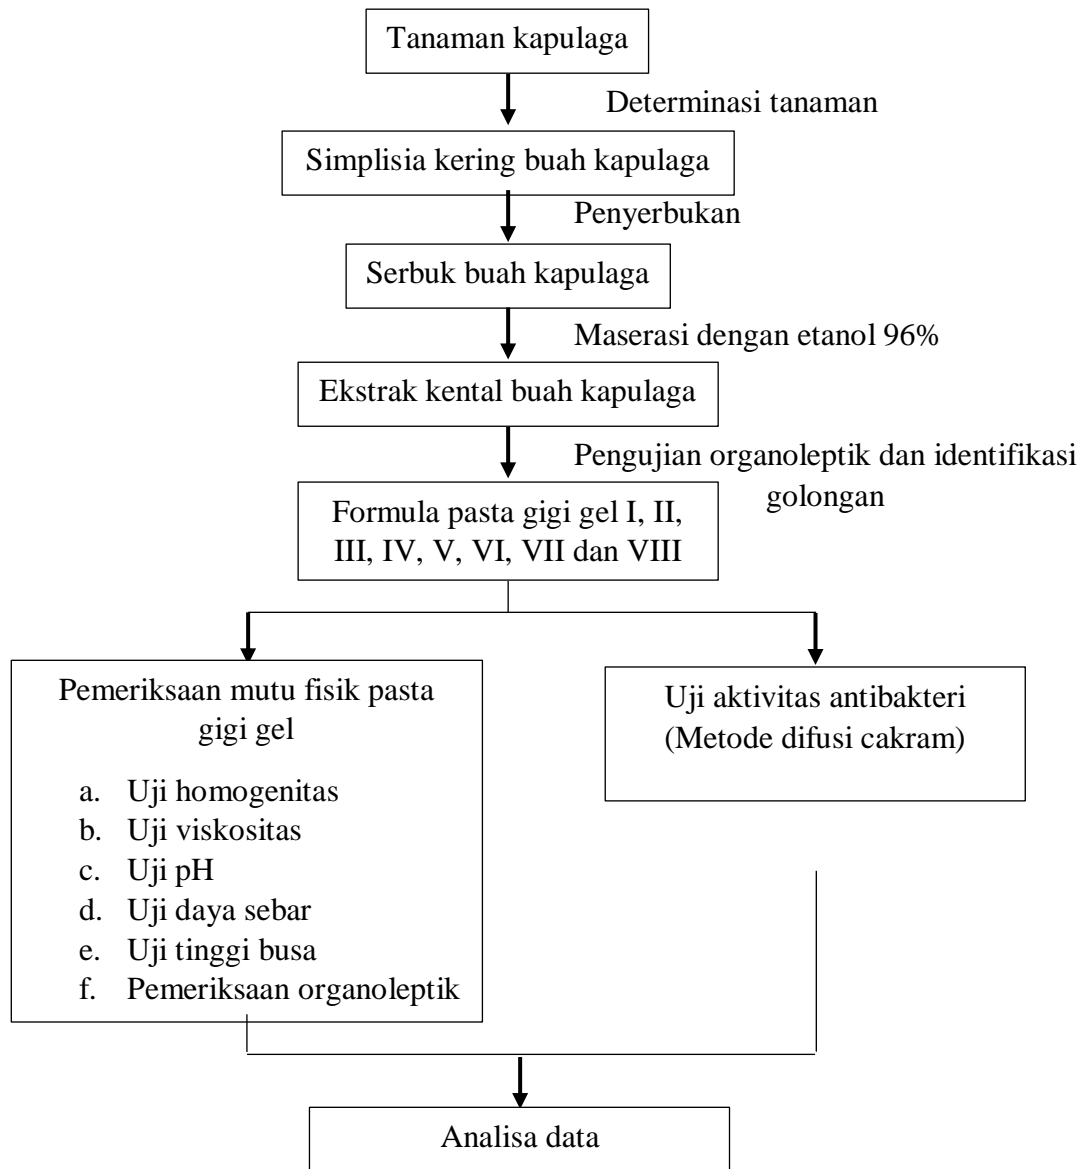 Tanaman kapulaga
Determinasi tanaman
Simplisia kering buah kapulaga
Penyerbukan
Serbuk buah kapulaga
Maserasi dengan etanol 96%
Ekstrak kental buah kapulaga
Pengujian organoleptik dan identifikasi
golongan
Formula pasta gigi gel I, II,
III, IV, V, VI, VII dan VIII
Pemeriksaan mutu fisik pasta
gigi gel
a. Uji homogenitas
b. Uji viskositas
c. Uji pH
d. Uji daya sebar
e. Uji tinggi busa
f. Pemeriksaan organoleptik
Uji aktivitas antibakteri
(Metode difusi cakram)
Analisa data